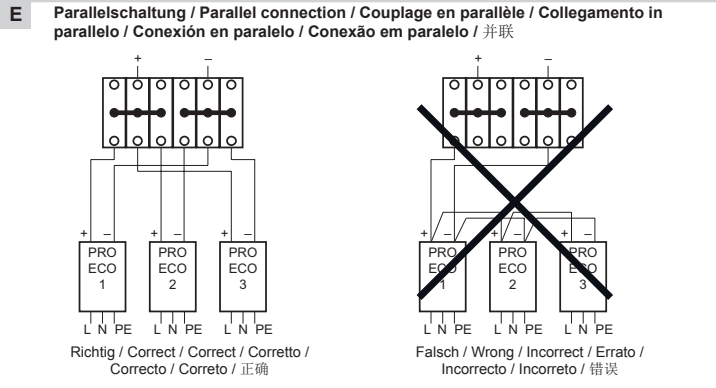 E
Parallelschaltung / Parallel connection / Couplage en parallèle / Collegamento in
parallelo / Conexión en paralelo / Conexão em paralelo / 并联
+ –
+ – + – + –
PRO ECO 1
PRO ECO 2
PRO ECO 3
L N PE L N PE L N PE
Richtig / Correct / Correct / Corretto /
Correcto / Correto / 正确
+ –
+ – + – + –
PRO ECO 1
PRO ECO 2
PRO ECO 3
L N PE L N PE L N PE
Falsch / Wrong / Incorrect / Errato /
Incorrecto / Incorreto / 错误